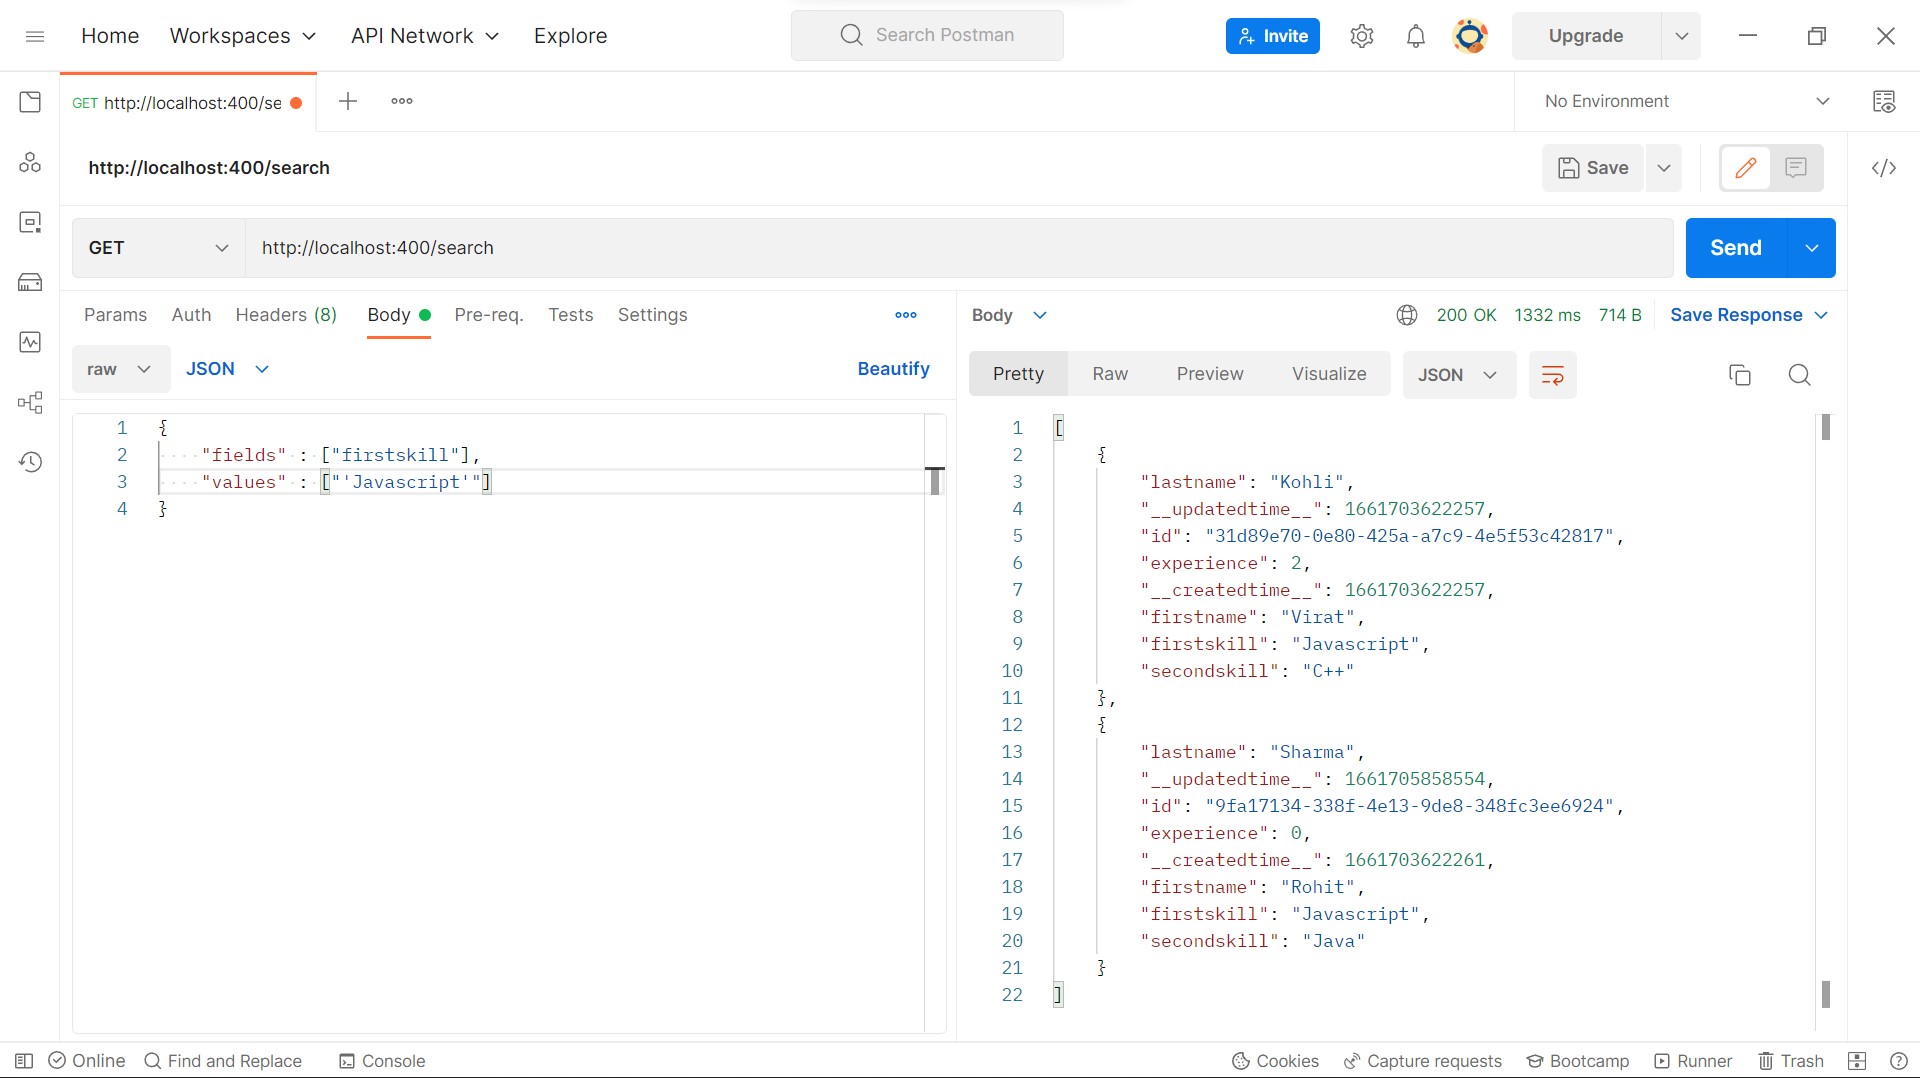 Home Workspaces API Network Explore Search Postman Invite Upgrade
GET http://localhost:400/se No Environment
http://localhost:400/search Save
GET http://localhost:400/search Send
Params Auth Headers (8) Body Pre-req. Tests Settings
Body 200 OK 1332 ms 714 B Save Response
raw JSON Beautify
Pretty Raw Preview Visualize JSON
1 {
2 "fields" : ["firstskill"],
3 "values" : ["'Javascript'"]
4 }
1 [
2 {
3 "lastname": "Kohli",
4 "__updatedtime__": 1661703622257,
5 "id": "31d89e70-0e80-425a-a7c9-4e5f53c42817",
6 "experience": 2,
7 "__createdtime__": 1661703622257,
8 "firstname": "Virat",
9 "firstskill": "Javascript",
10 "secondskill": "C++"
11 },
12 {
13 "lastname": "Sharma",
14 "__updatedtime__": 1661705858554,
15 "id": "9fa17134-338f-4e13-9de8-348fc3ee6924",
16 "experience": 0,
17 "__createdtime__": 1661703622261,
18 "firstname": "Rohit",
19 "firstskill": "Javascript",
20 "secondskill": "Java"
21 }
22 ]
Online Find and Replace Console Cookies Capture requests Bootcamp Runner Trash